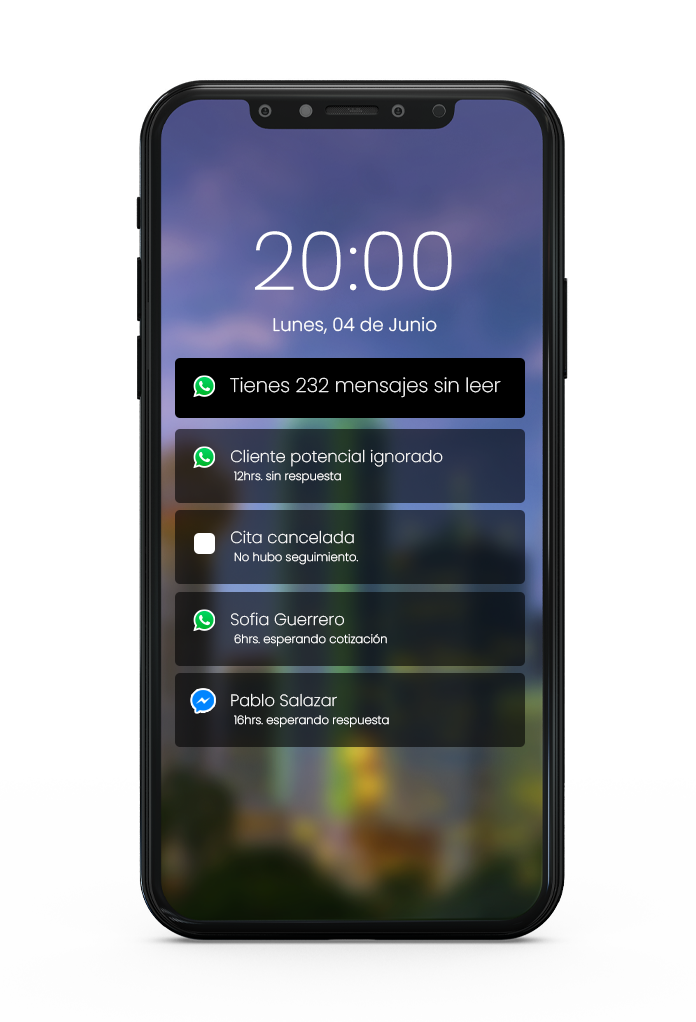 20:00
Lunes, 04 de Junio
Tienes 232 mensajes sin leer
Cliente potencial ignorado
12hrs. sin respuesta
Cita cancelada
No hubo seguimiento.
Sofia Guerrero
6hrs. esperando cotización
Pablo Salazar
16hrs. esperando respuesta